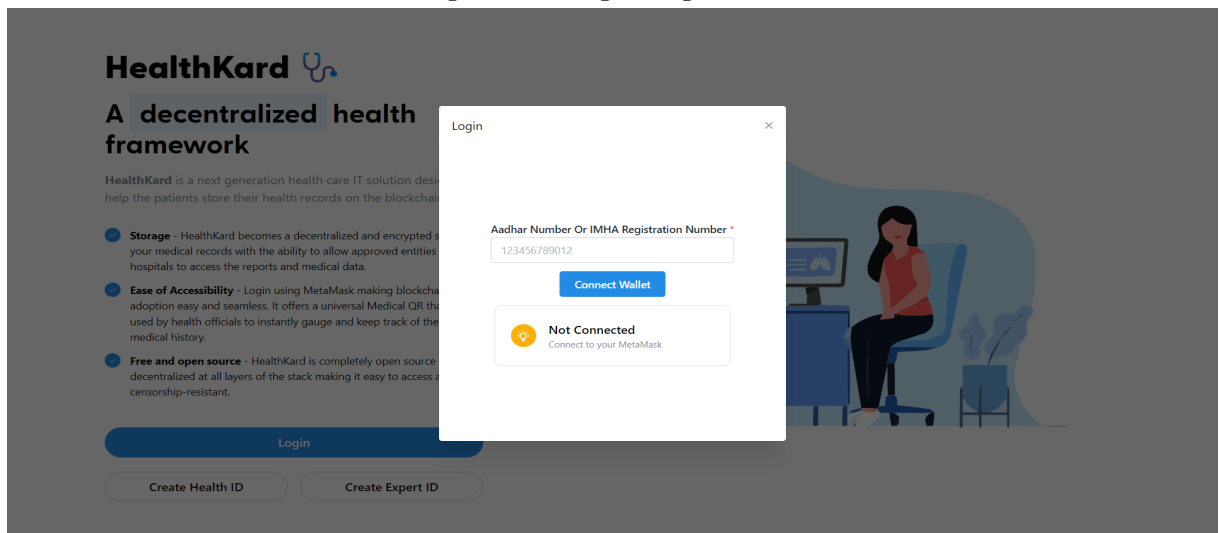 HealthKard
A decentralized health
framework
HealthKard is a next generation health care IT solution
help the patients store their health records on the
Storage - HealthKard becomes a decentralized and encrypted
your medical records with the ability to allow approved entities
hospitals to access the reports and medical data.
Ease of Accessibility - Login using MetaMask making
adoption easy and seamless. It offers a universal Medical QR
used by health officials to instantly gauge and keep track of the
medical history.
Free and open source - HealthKard is completely open source
decentralized at all layers of the stack making it easy to access
censorship-resistant.
Login
Create Health ID
Create Expert ID
Login
Aadhar Number Or IMHA Registration Number *
123456789012
Connect Wallet
Not Connected
Connect to your MetaMask